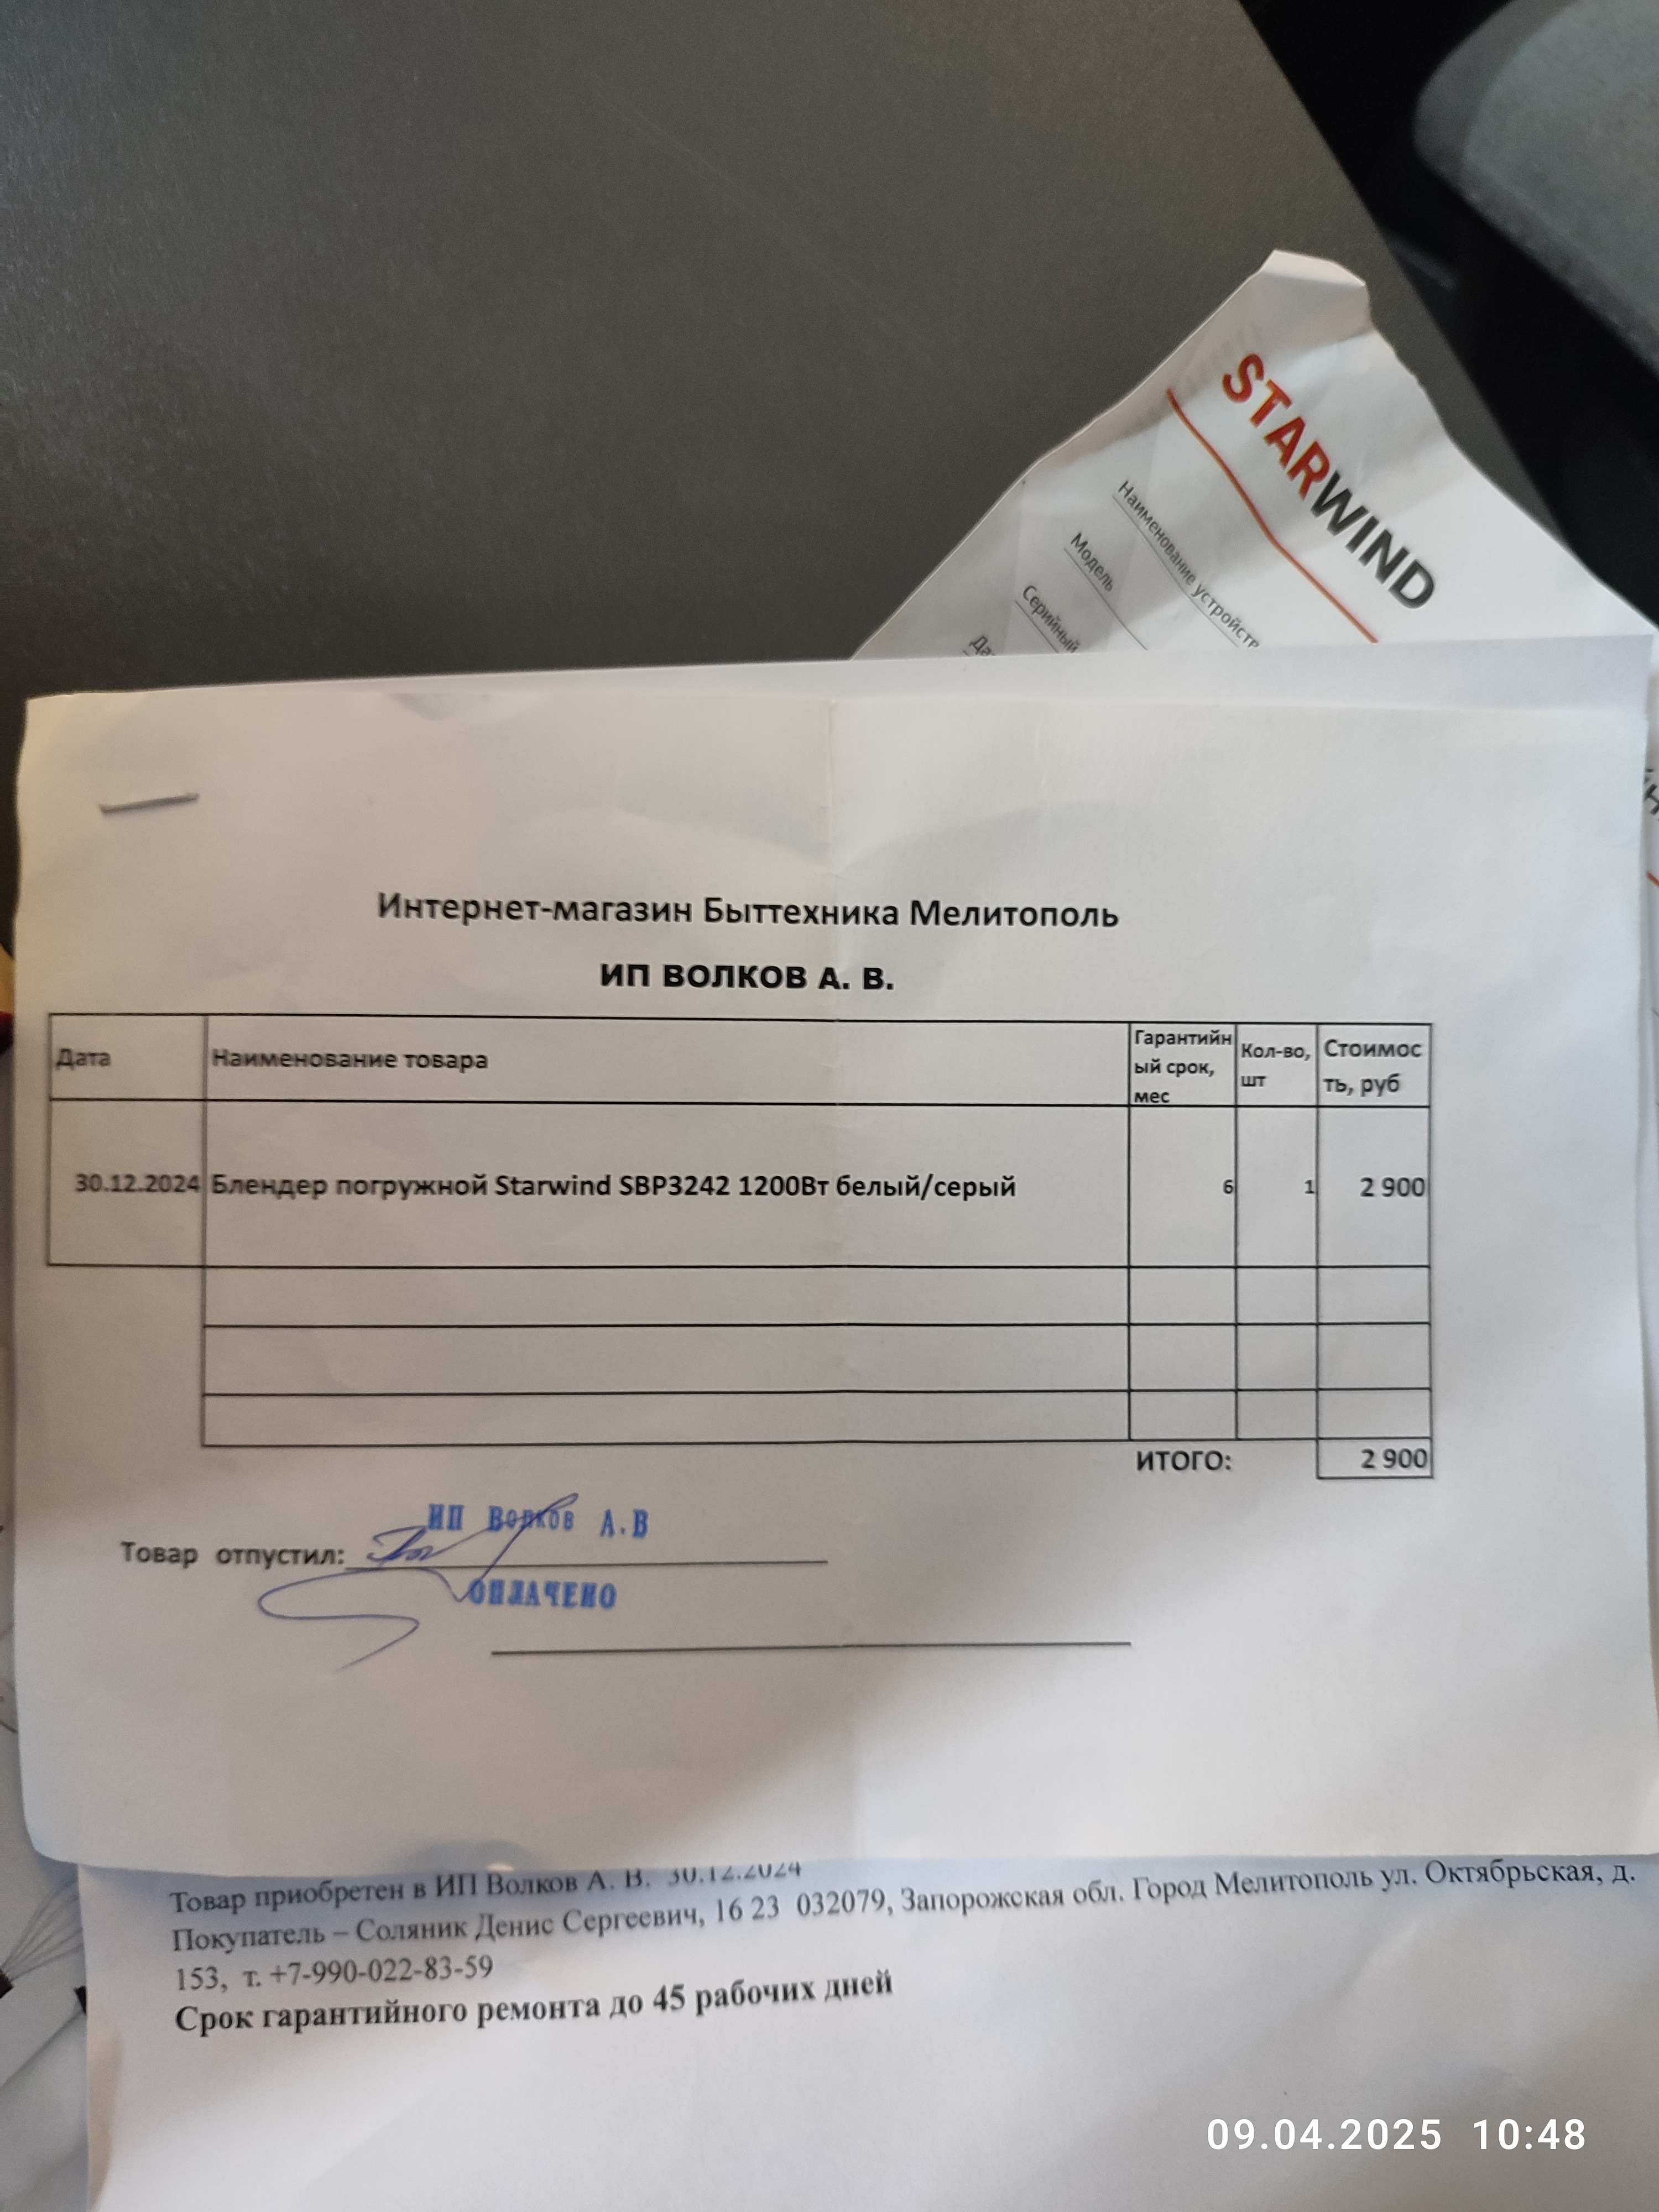 STARWIND
Наименование устройств
Модель
Серийный
Интернет-магазин Быттехника Мелитополь
ИП ВОЛКОВ А. В.
Дата Наименование товара Гарантийн ый срок, мес Кол-во, шт Стоимос ть, руб
30.12.2024 Блендер погружной Starwind SBP3242 1200Вт белый/серый 6 1 2 900
ИТОГО: 2 900
ИП Волков А.В
Товар отпустил:
ОПЛАЧЕНО
Товар приобретен в ИП Волков А. В. 30.12.2024
Покупатель – Соляник Денис Сергеевич, 16 23 032079, Запорожская обл. Город Мелитополь ул. Октябрьская, д.
153, т. +7-990-022-83-59
Срок гарантийного ремонта до 45 рабочих дней
09.04.2025 10:48